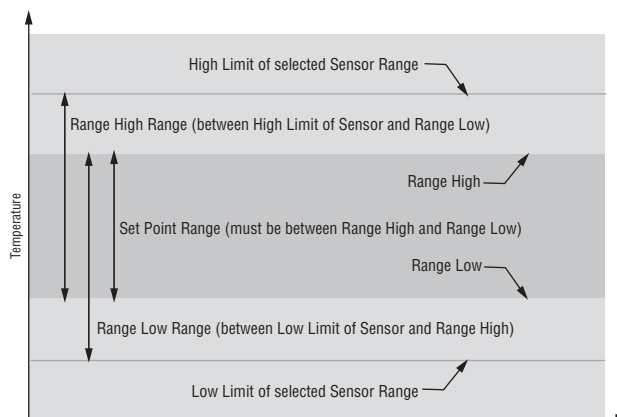 High Limit of selected Sensor Range
Range High Range (between High Limit of Sensor and Range Low)
Range High
Temperature
Set Point Range (must be between Range High and Range Low)
Range Low
Range Low Range (between Low Limit of Sensor and Range High)
Low Limit of selected Sensor Range